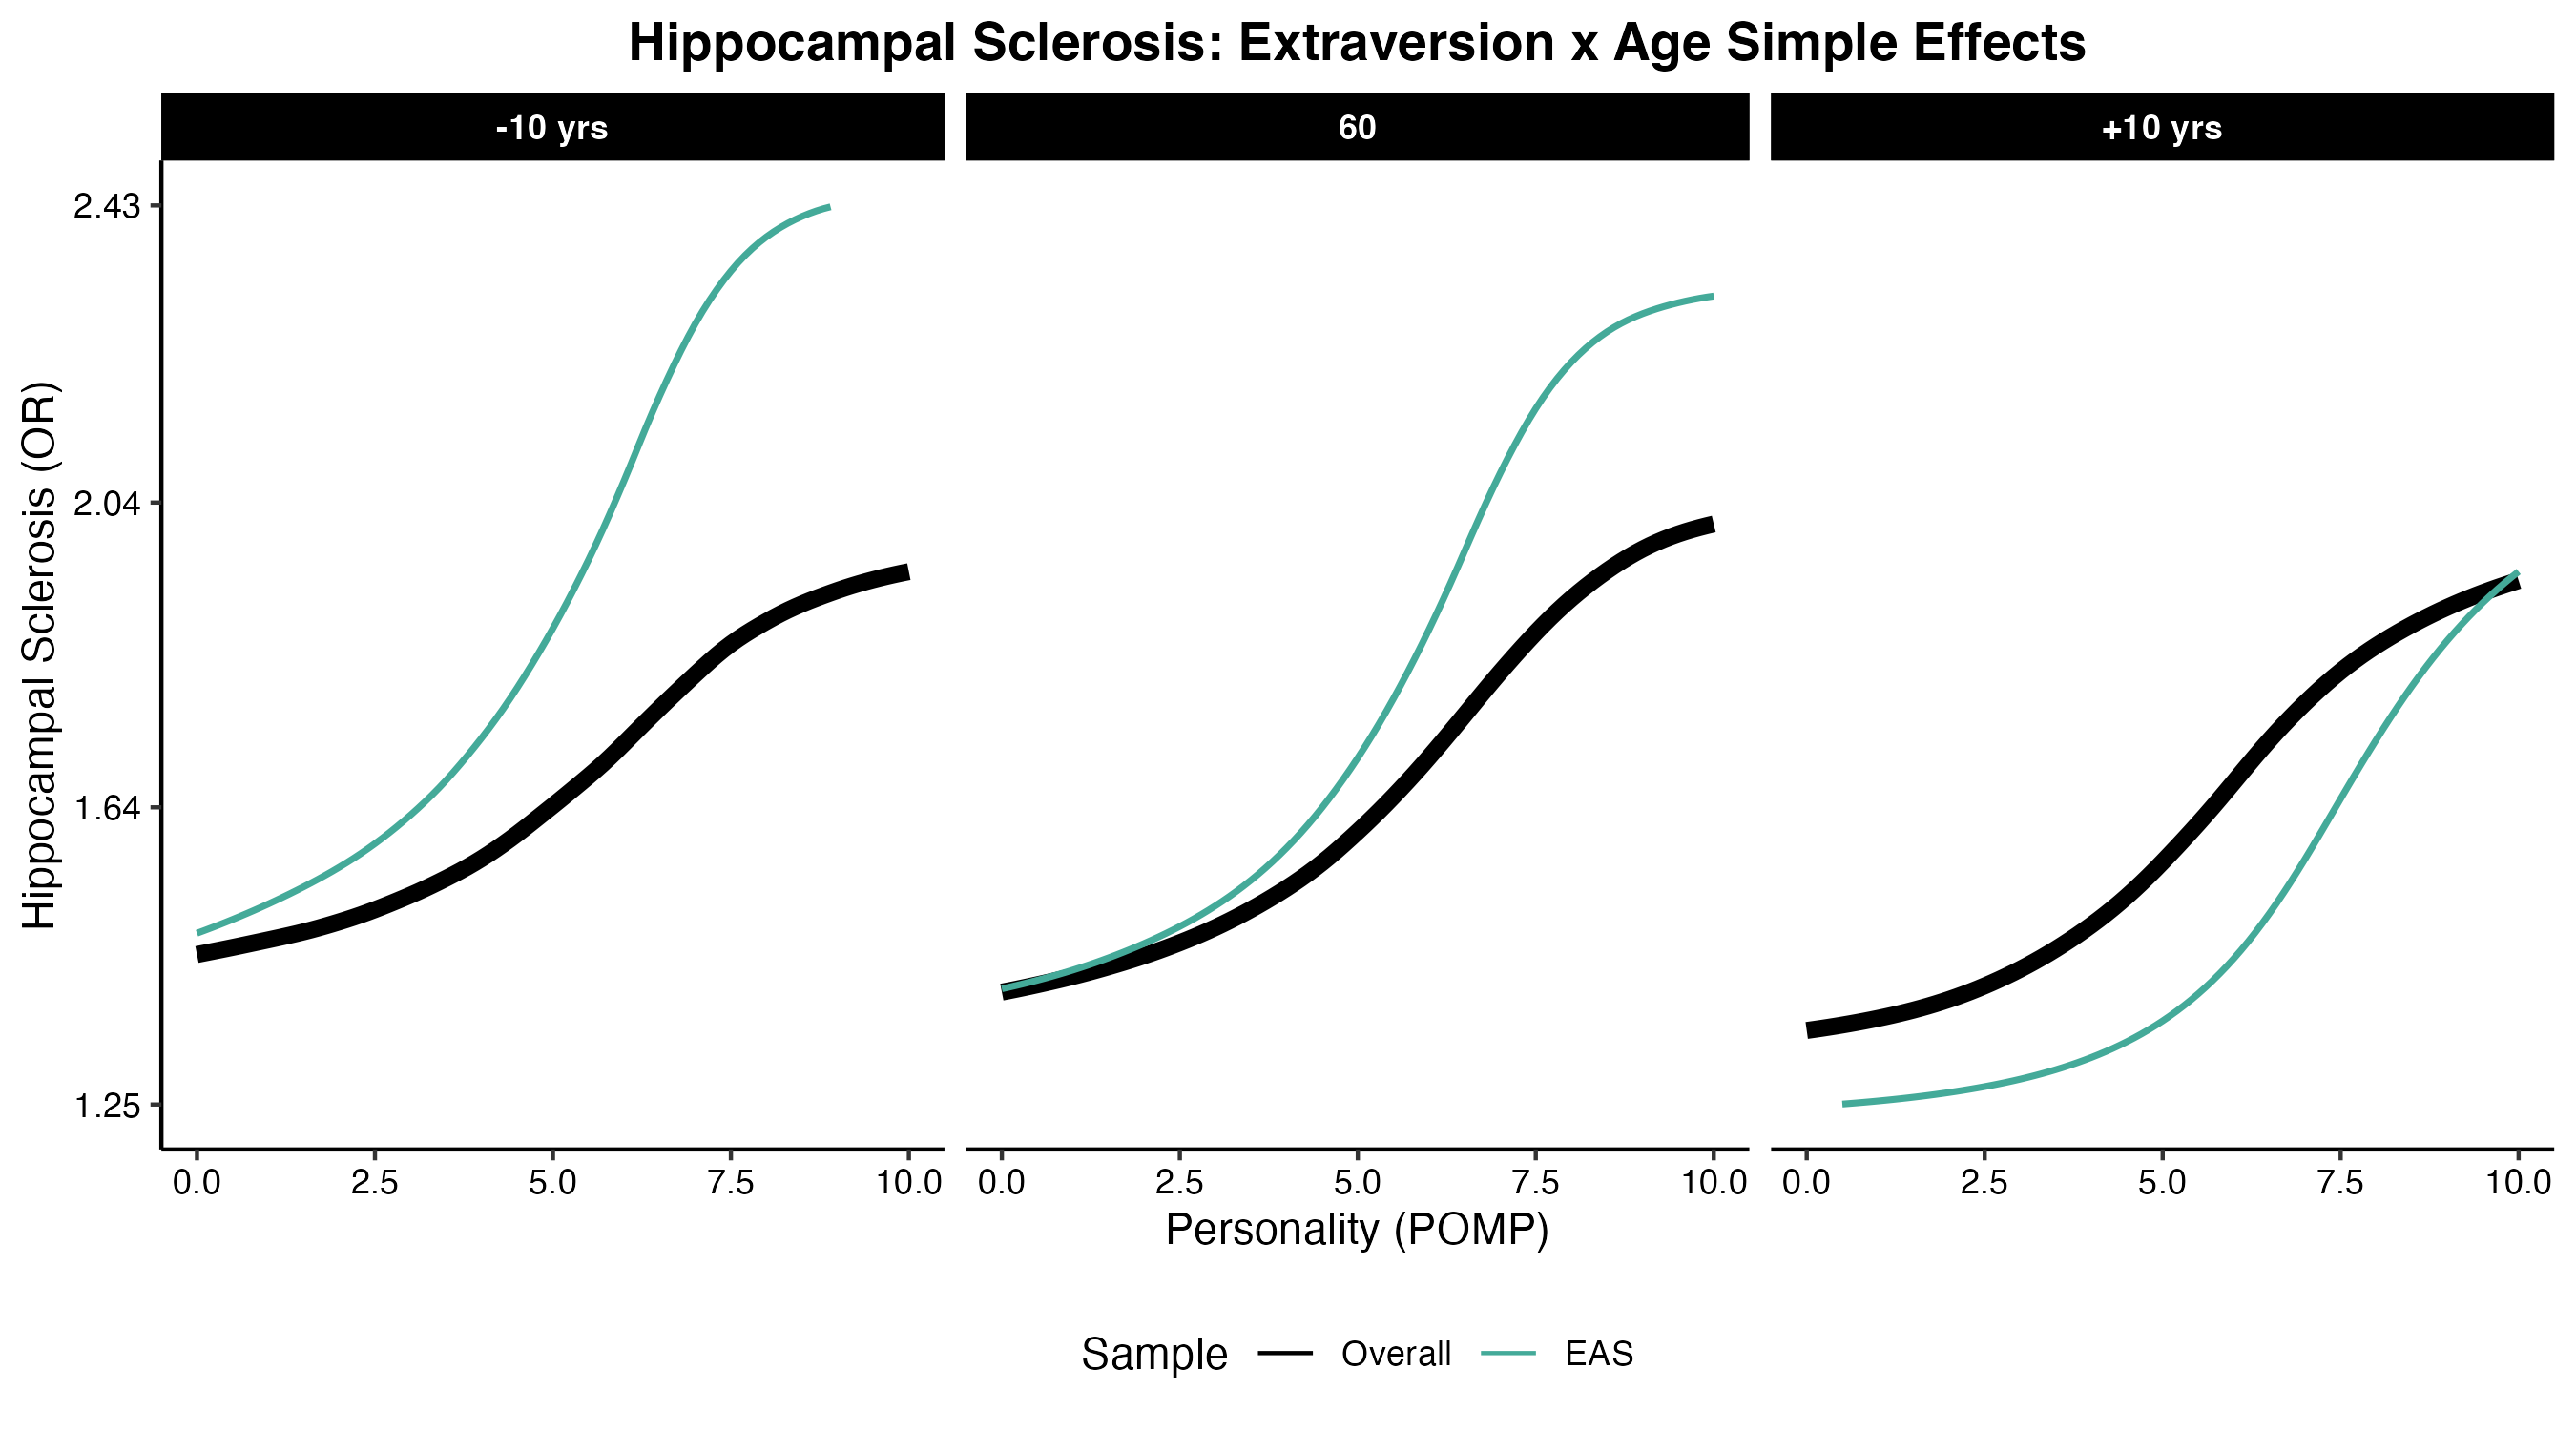 Hippocampal Sclerosis: Extraversion x Age Simple Effects
-10 yrs
60
+10 yrs
Hippocampal Sclerosis (OR)
2.43
2.04
1.64
1.25
0.0 2.5 5.0 7.5 10.0
0.0 2.5 5.0 7.5 10.0
0.0 2.5 5.0 7.5 10.0
Personality (POMP)
Sample Overall EAS